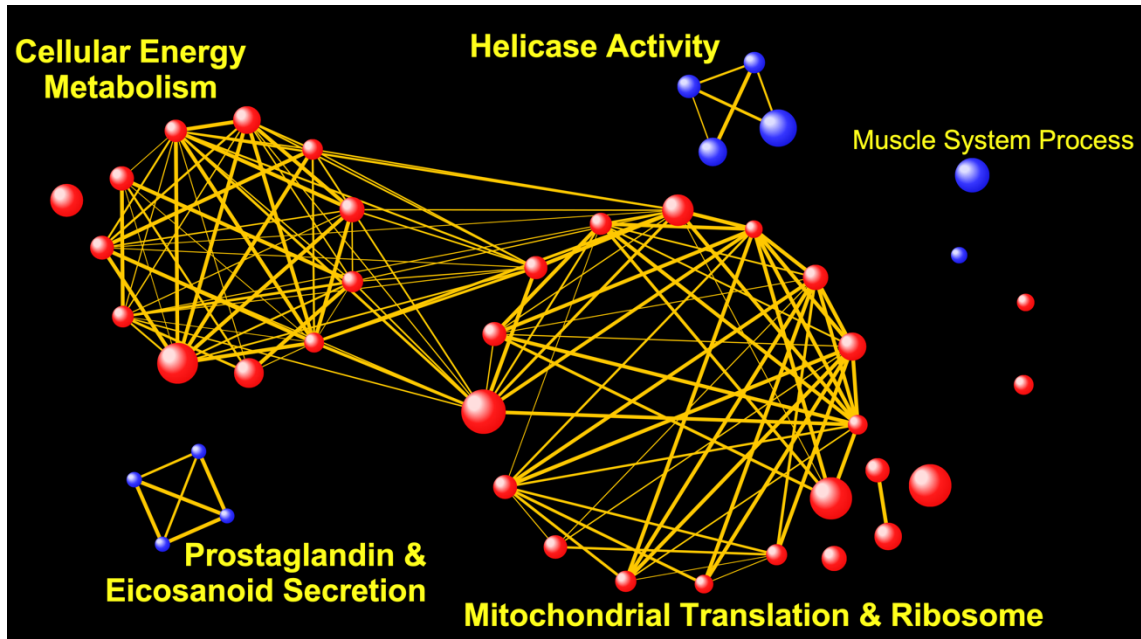 Cellular Energy
Metabolism
Helicase Activity
Muscle System Process
Prostaglandin &
Eicosanoid Secretion
Mitochondrial Translation & Ribosome